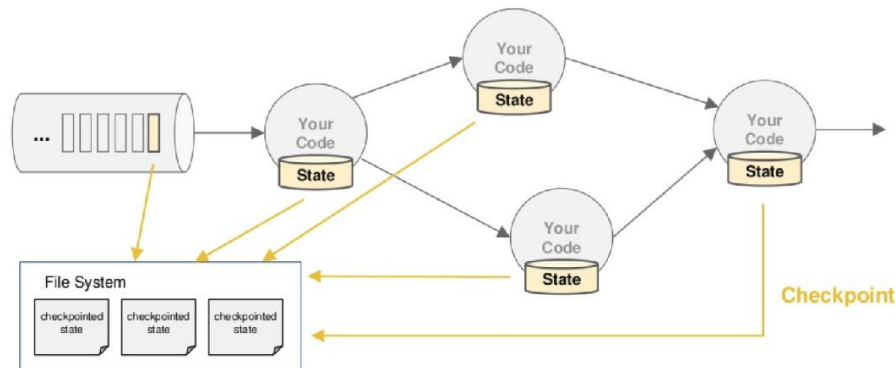 Your
Code
State
Your
Code
State
...
Your
Code
State
Your
Code
State
File System
checkpointed
state
checkpointed
state
checkpointed
state
Checkpoint